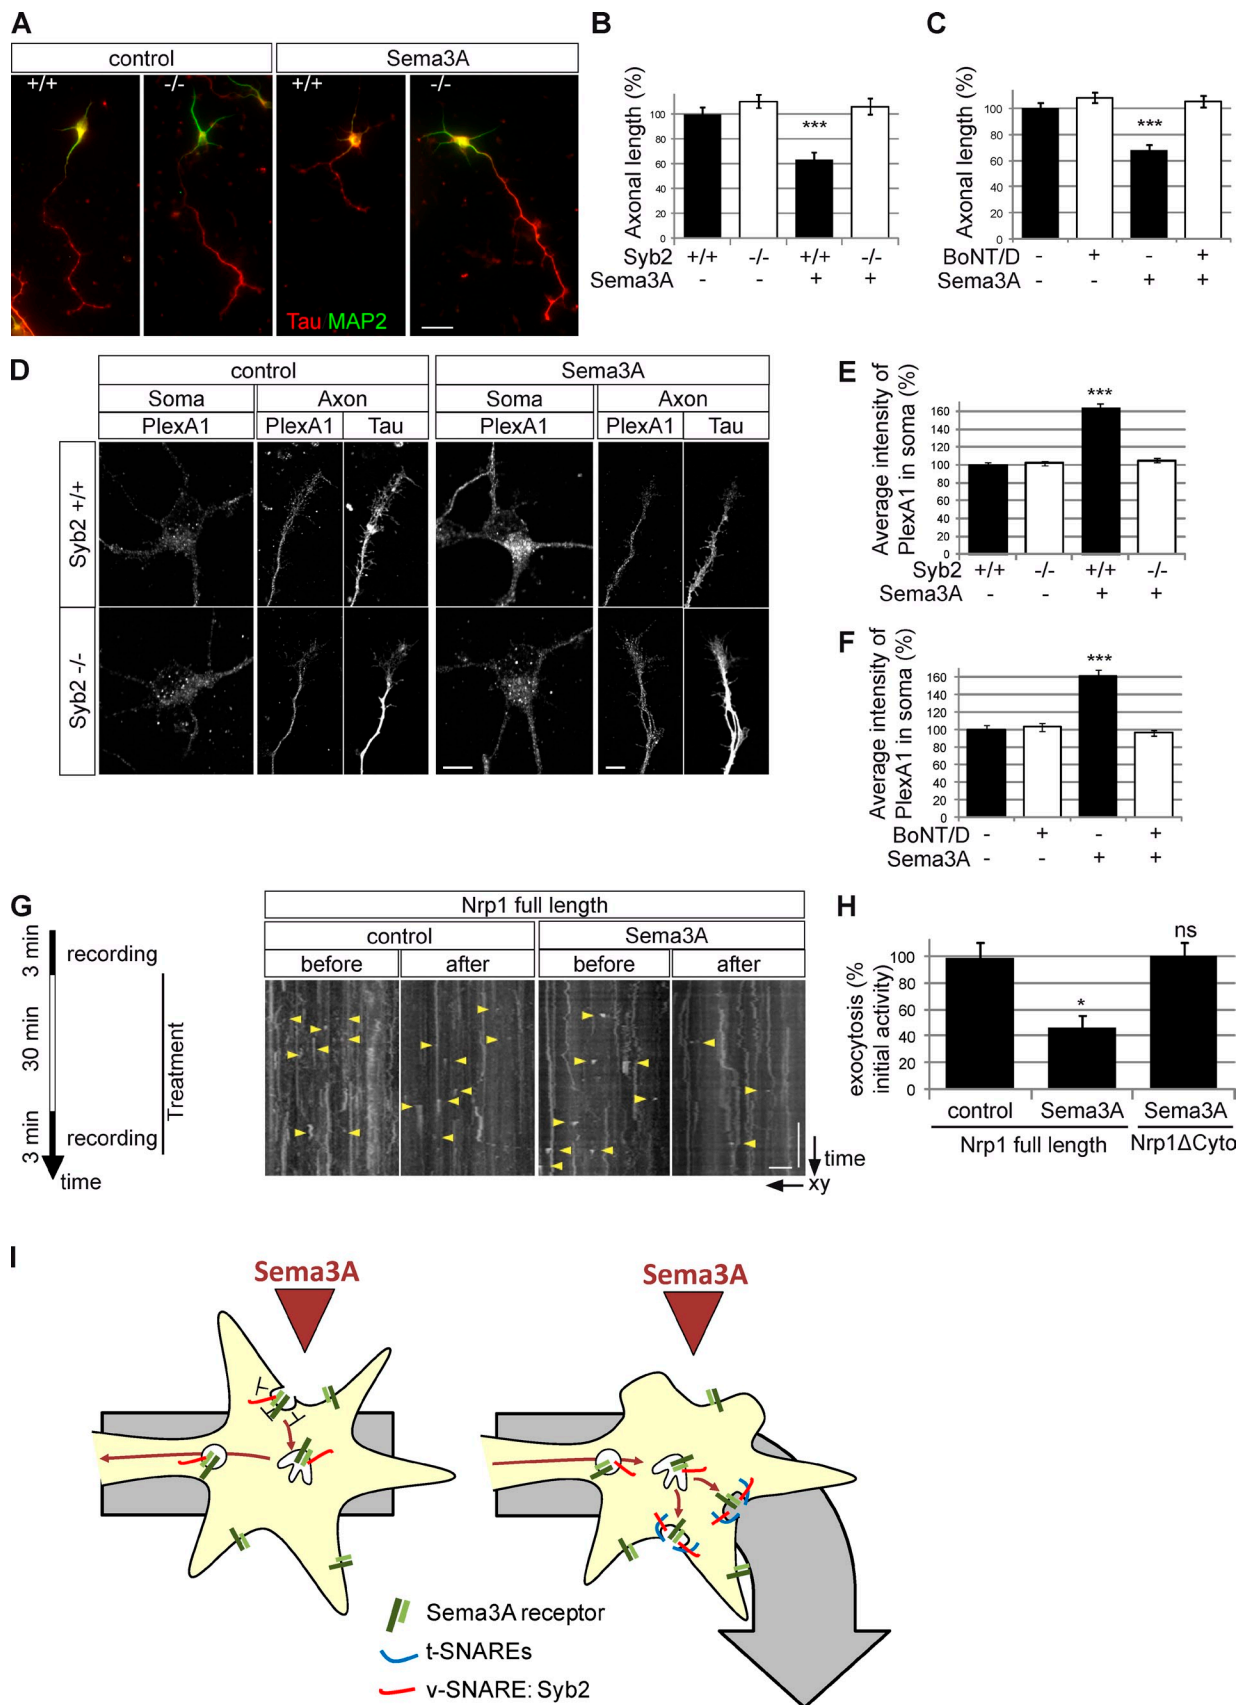 A
control
Sema3A
+/+
-/-
+/+
-/-
Tau MAP2
B
Axonal length (%)
100
80
60
40
20
0
Syb2 +/+ -/- +/+ -/-
Sema3A - - + +
***
C
Axonal length (%)
100
80
60
40
20
0
BoNT/D - + - +
Sema3A - - + +
***
D
control
Sema3A
Soma Axon Soma Axon
PlexA1 PlexA1 Tau PlexA1 PlexA1 Tau
Syb2 +/+
Syb2 -/-
E
Average intensity of
PlexA1 in soma (%)
160
140
120
100
80
60
40
20
0
***
Syb2 +/+ -/- +/+ -/-
Sema3A - - + +
F
Average intensity of
PlexA1 in soma (%)
160
140
120
100
80
60
40
20
0
***
BoNT/D - + - +
Sema3A - - + +
G
3 min
30 min
3 min
recording
Treatment
recording
time
Nrp1 full length
control Sema3A
before after before after
time
xy
H
exocytosis (%
initial activity)
100
80
60
40
20
0
*
ns
control Sema3A Sema3A
Nrp1 full length Nrp1ΔCyto
I
Sema3A
Sema3A
Sema3A receptor
t-SNAREs
v-SNARE: Syb2